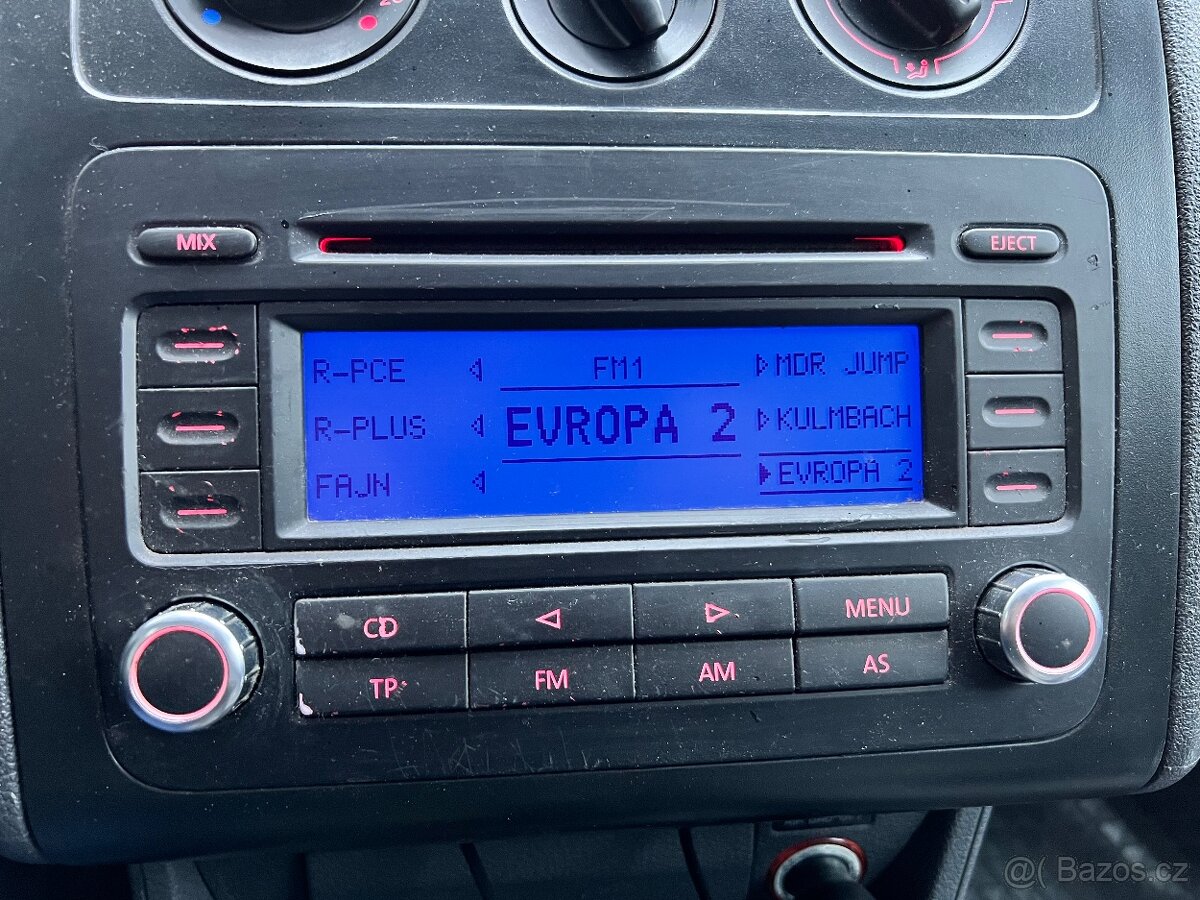 MIX
EJECT
R-PCE
FM1
MDR JUMP
R-PLUS
EVROPA 2
KULMBACH
FAJN
EVROPA 2
CD
MENU
TP
FM
AM
AS
@( Bazos.cz